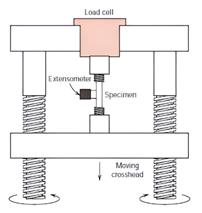 Load cell
Extensometer
Specimen
Moving
crosshead